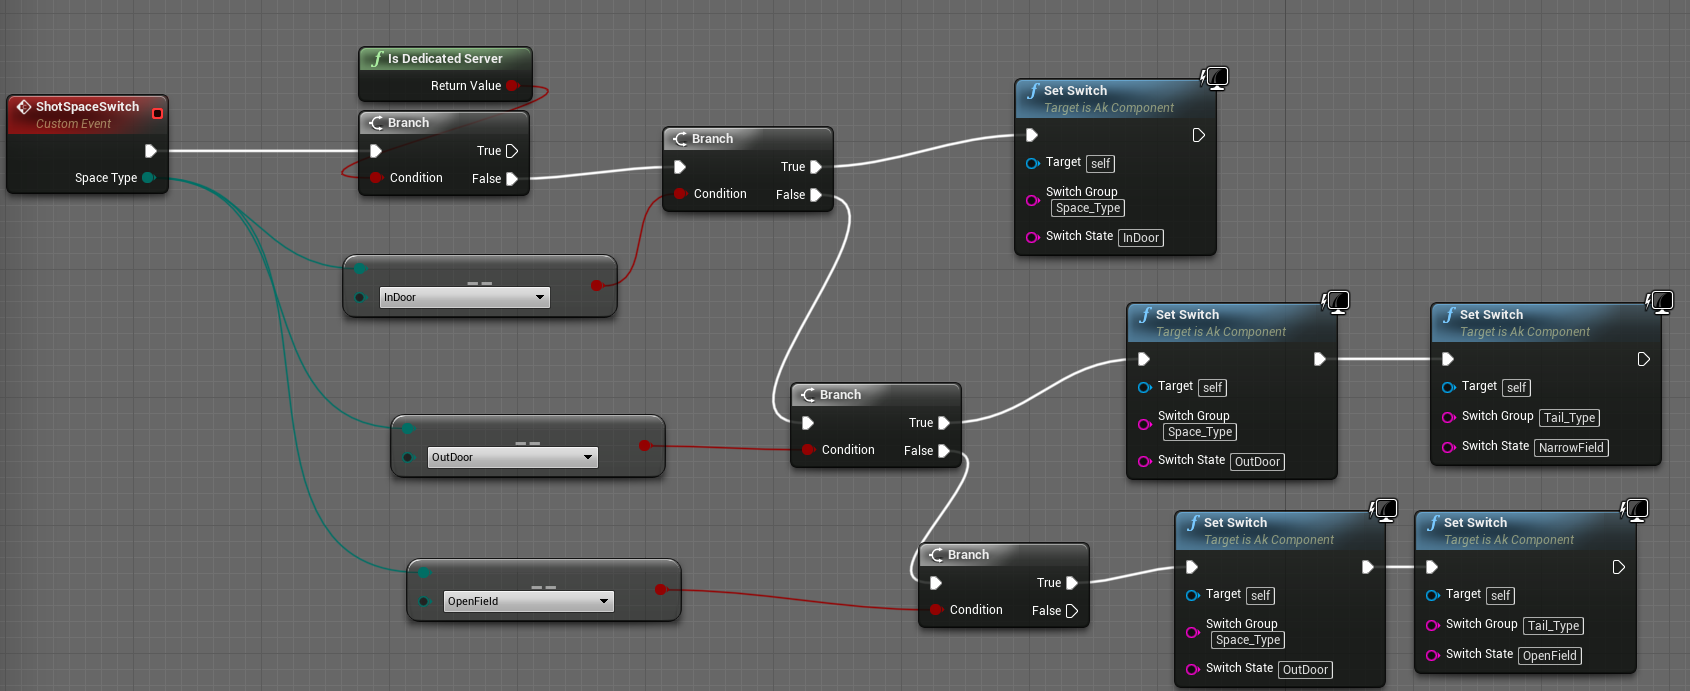 ShotSpaceSwitch
Custom Event
Space Type
f Is Dedicated Server
Return Value
Branch
True
Condition
False
Branch
True
Condition
False
f Set Switch
Target is Ak Component
Target self
Switch Group
Space_Type
Switch State InDoor
==
InDoor
==
OutDoor
==
OpenField
Branch
True
Condition
False
f Set Switch
Target is Ak Component
Target self
Switch Group
Space_Type
Switch State OutDoor
f Set Switch
Target is Ak Component
Target self
Switch Group Tail_Type
Switch State NarrowField
Branch
True
Condition
False
f Set Switch
Target is Ak Component
Target self
Switch Group
Space_Type
Switch State OutDoor
f Set Switch
Target is Ak Component
Target self
Switch Group Tail_Type
Switch State OpenField